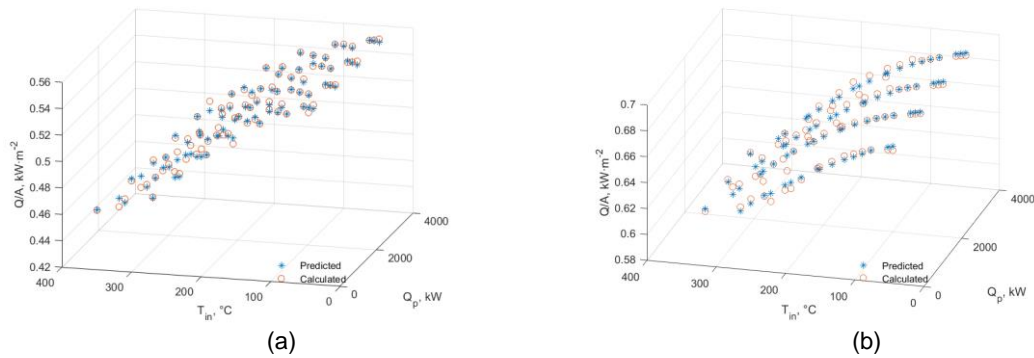 0.56
0.54
0.52
0.5
0.48
0.46
0.44
0.42
Q/A, kW·m-2
400
300
200
100
0
T_in, °C
0
2000
4000
Q_p, kW
Predicted
Calculated
(a)
0.7
0.68
0.66
0.64
0.62
0.6
0.58
Q/A, kW·m-2
400
300
200
100
0
T_in, °C
0
2000
4000
Q_p, kW
Predicted
Calculated
(b)